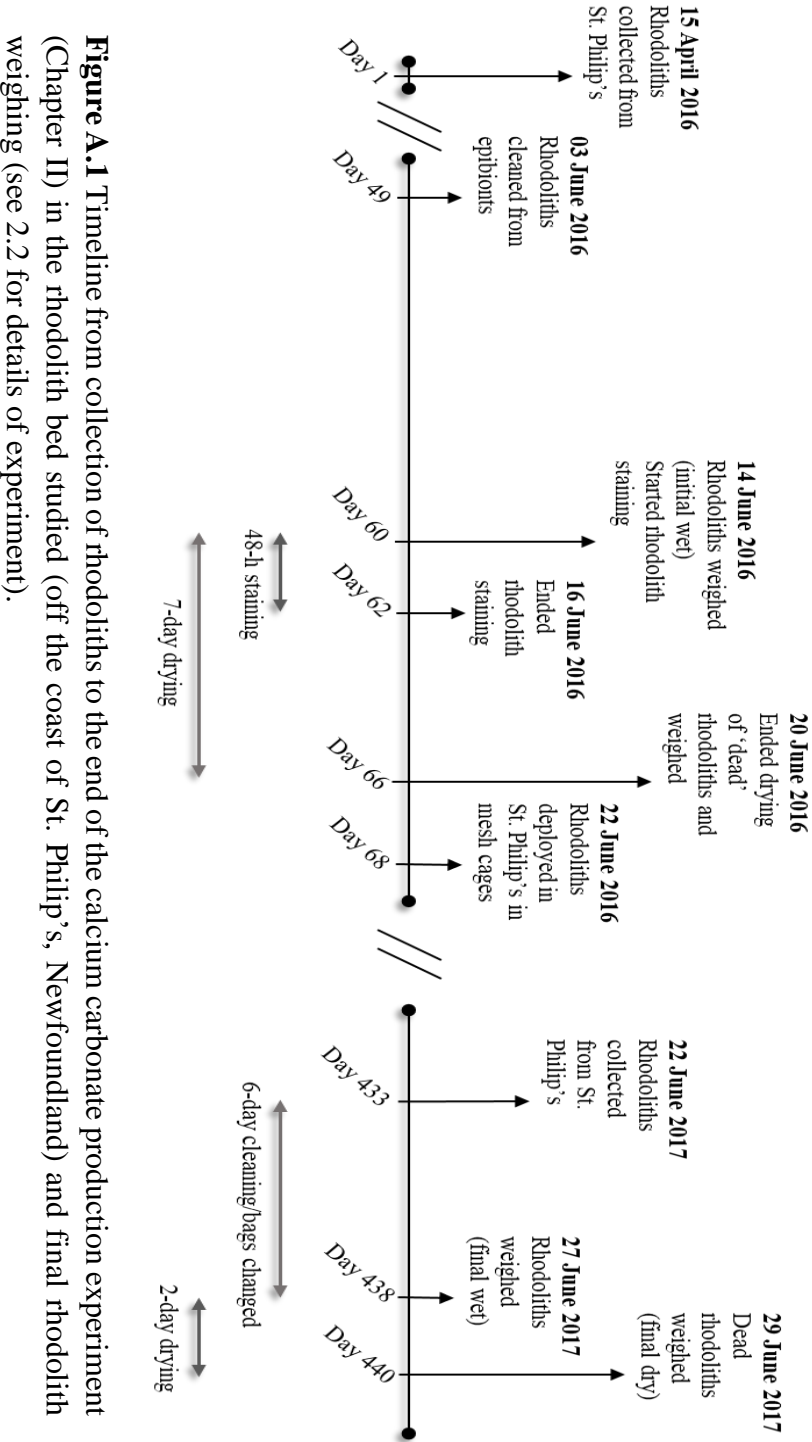 15 April 2016
Rhodoliths
collected from
St. Philip’s
03 June 2016
Rhodoliths
cleaned from
epibionts
14 June 2016
Rhodoliths weighed
(initial wet)
Started rhodolith
staining
16 June 2016
Ended
rhodolith
staining
20 June 2016
Ended drying
of ‘dead’
rhodoliths and
weighed
22 June 2016
Rhodoliths
deployed in
St. Philip’s in
mesh cages
22 June 2017
Rhodoliths
collected
from St.
Philip’s
27 June 2017
Rhodoliths
weighed
(final wet)
29 June 2017
Dead
rhodoliths
weighed
(final dry)
Day 1
Day 49
Day 60
Day 62
Day 66
Day 68
Day 433
Day 438
Day 440
48-h staining
6-day cleaning/bags changed
7-day drying
2-day drying
Figure A.1 Timeline from collection of rhodoliths to the end of the calcium carbonate production experiment
(Chapter II) in the rhodolith bed studied (off the coast of St. Philip’s, Newfoundland) and final rhodolith
weighing (see 2.2 for details of experiment).